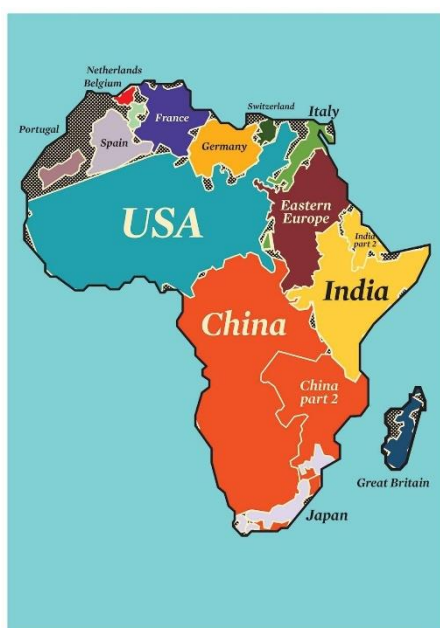 Netherlands
Belgium
Portugal
Spain
France
Germany
Switzerland
Italy
USA
Eastern
Europe
India
part 2
India
China
China
part 2
Great Britain
Japan